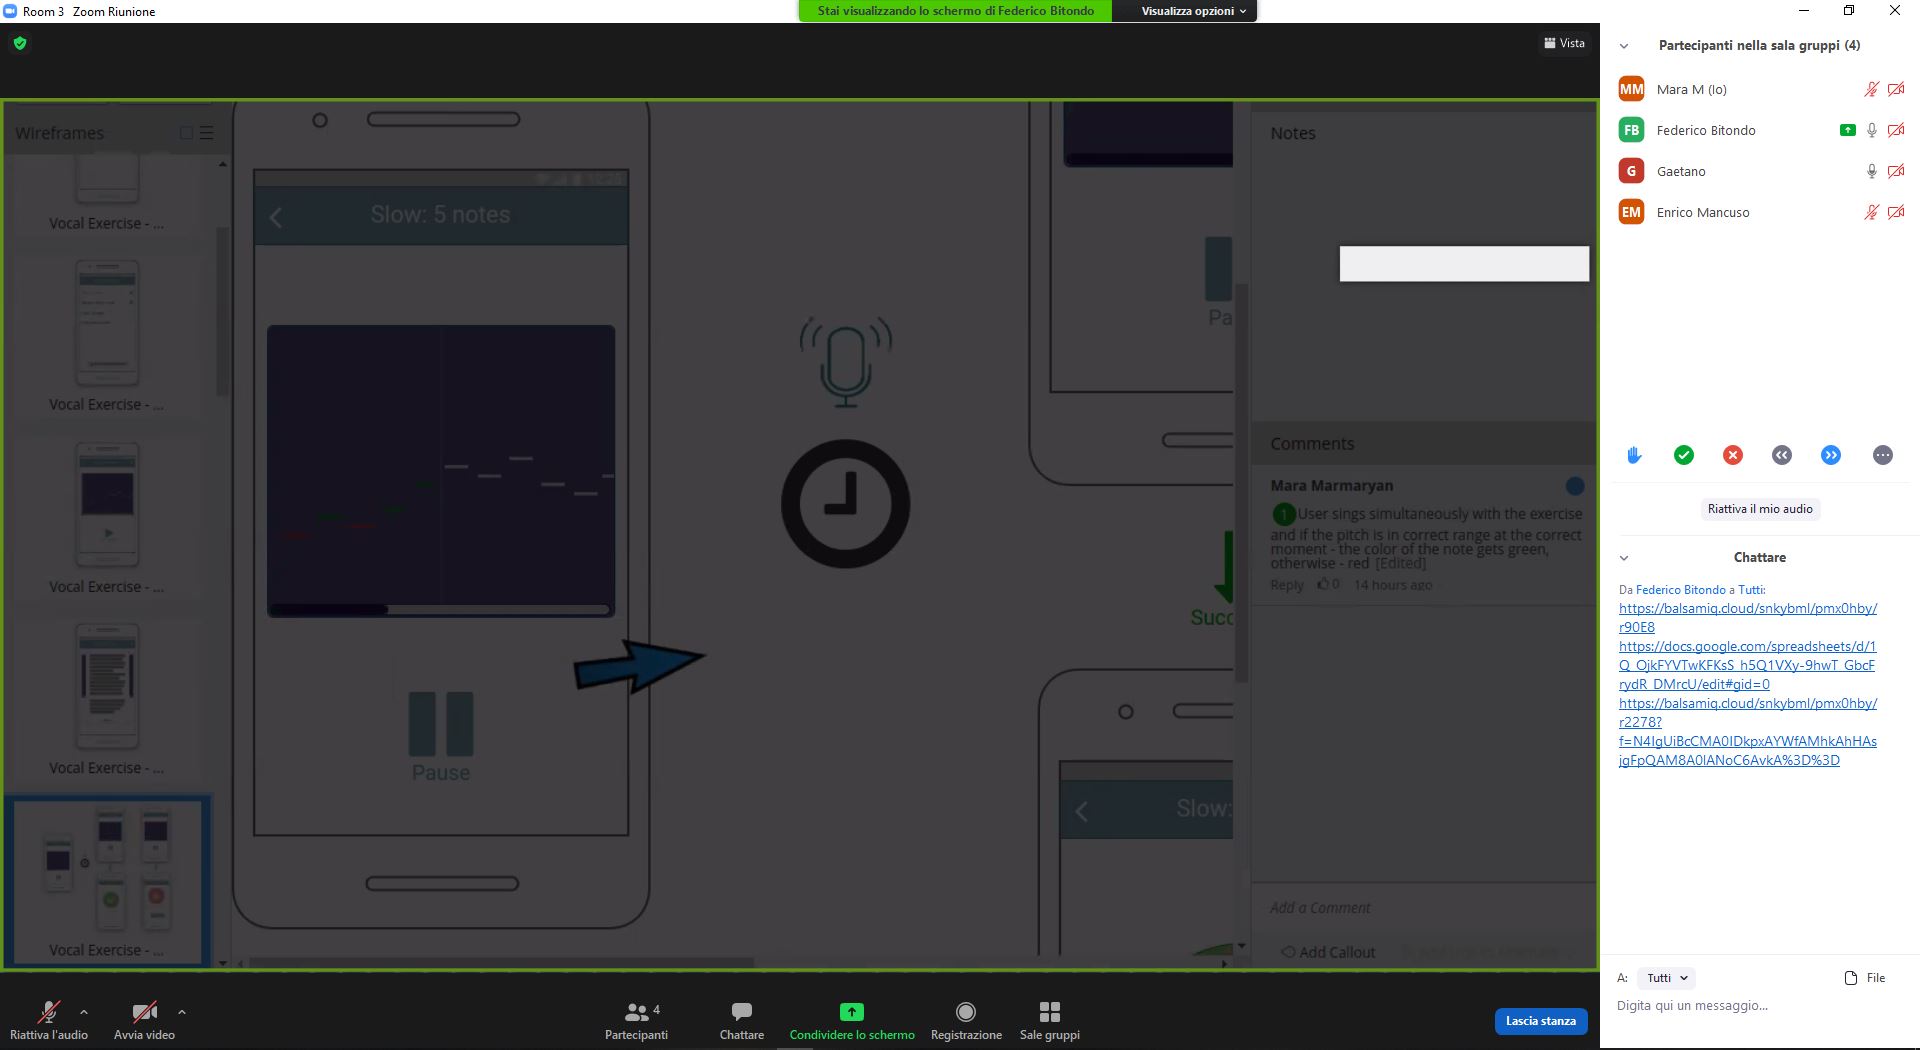 Room 3 Zoom Riunione
Stai visualizzando lo schermo di Federico Bitondo
Visualizza opzioni
Vista
Wireframes
Vocal Exercise - ...
Vocal Exercise - ...
Vocal Exercise - ...
Vocal Exercise - ...
Vocal Exercise - ...
Slow: 5 notes
Pause
Pa
Succ
Slow:
Notes
Comments
Mara Marmaryan
1 User sings simultaneously with the exercise
and if the pitch is in correct range at the correct
moment - the color of the note gets green,
otherwise - red [Edited]
Reply 0 14 hours ago
Add a Comment
Add Callout
Partecipanti nella sala gruppi (4)
MM Mara M (Io)
FB Federico Bitondo
G Gaetano
EM Enrico Mancuso
Riattiva il mio audio
Chattare
Da Federico Bitondo a Tutti:
https://balsamiq.cloud/snkybml/pmx0hby/
r90E8
https://docs.google.com/spreadsheets/d/1
Q_OjkFYVTwKFKsS_h5Q1VXy-9hwT_GbcF
rydR_DMrcU/edit#gid=0
https://balsamiq.cloud/snkybml/pmx0hby/
r2278?
f=N4IgUiBcCMA0IDkpxAYWfAMhkAhHAs
jgFpQAM8A0lANoC6AvkA%3D%3D
A: Tutti File
Digita qui un messaggio...
Riattiva l'audio
Avvia video
Partecipanti 4
Chattare
Condividere lo schermo
Registrazione
Sale gruppi
Lascia stanza